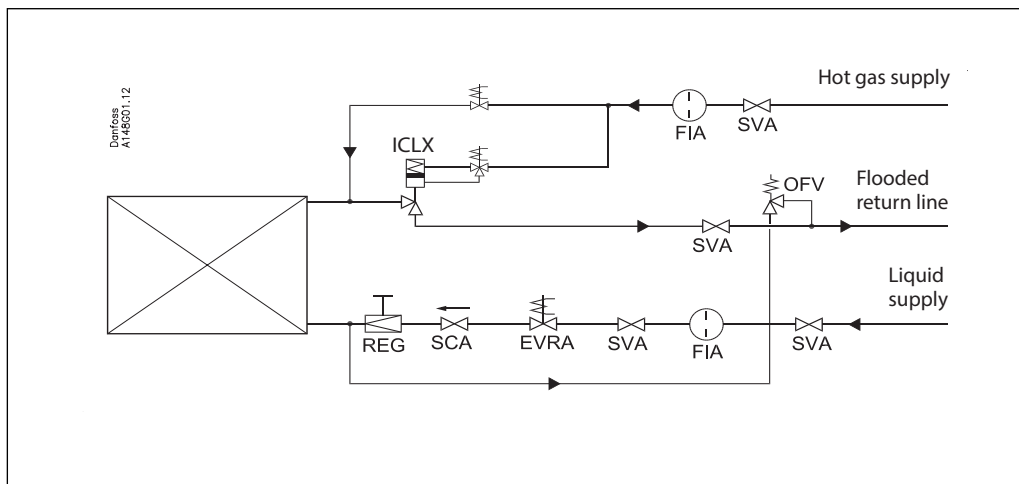 Danfoss
A148G01.12
Hot gas supply
FIA
SVA
ICLX
OFV
Flooded
return line
SVA
Liquid
supply
REG
SCA
EVRA
SVA
FIA
SVA